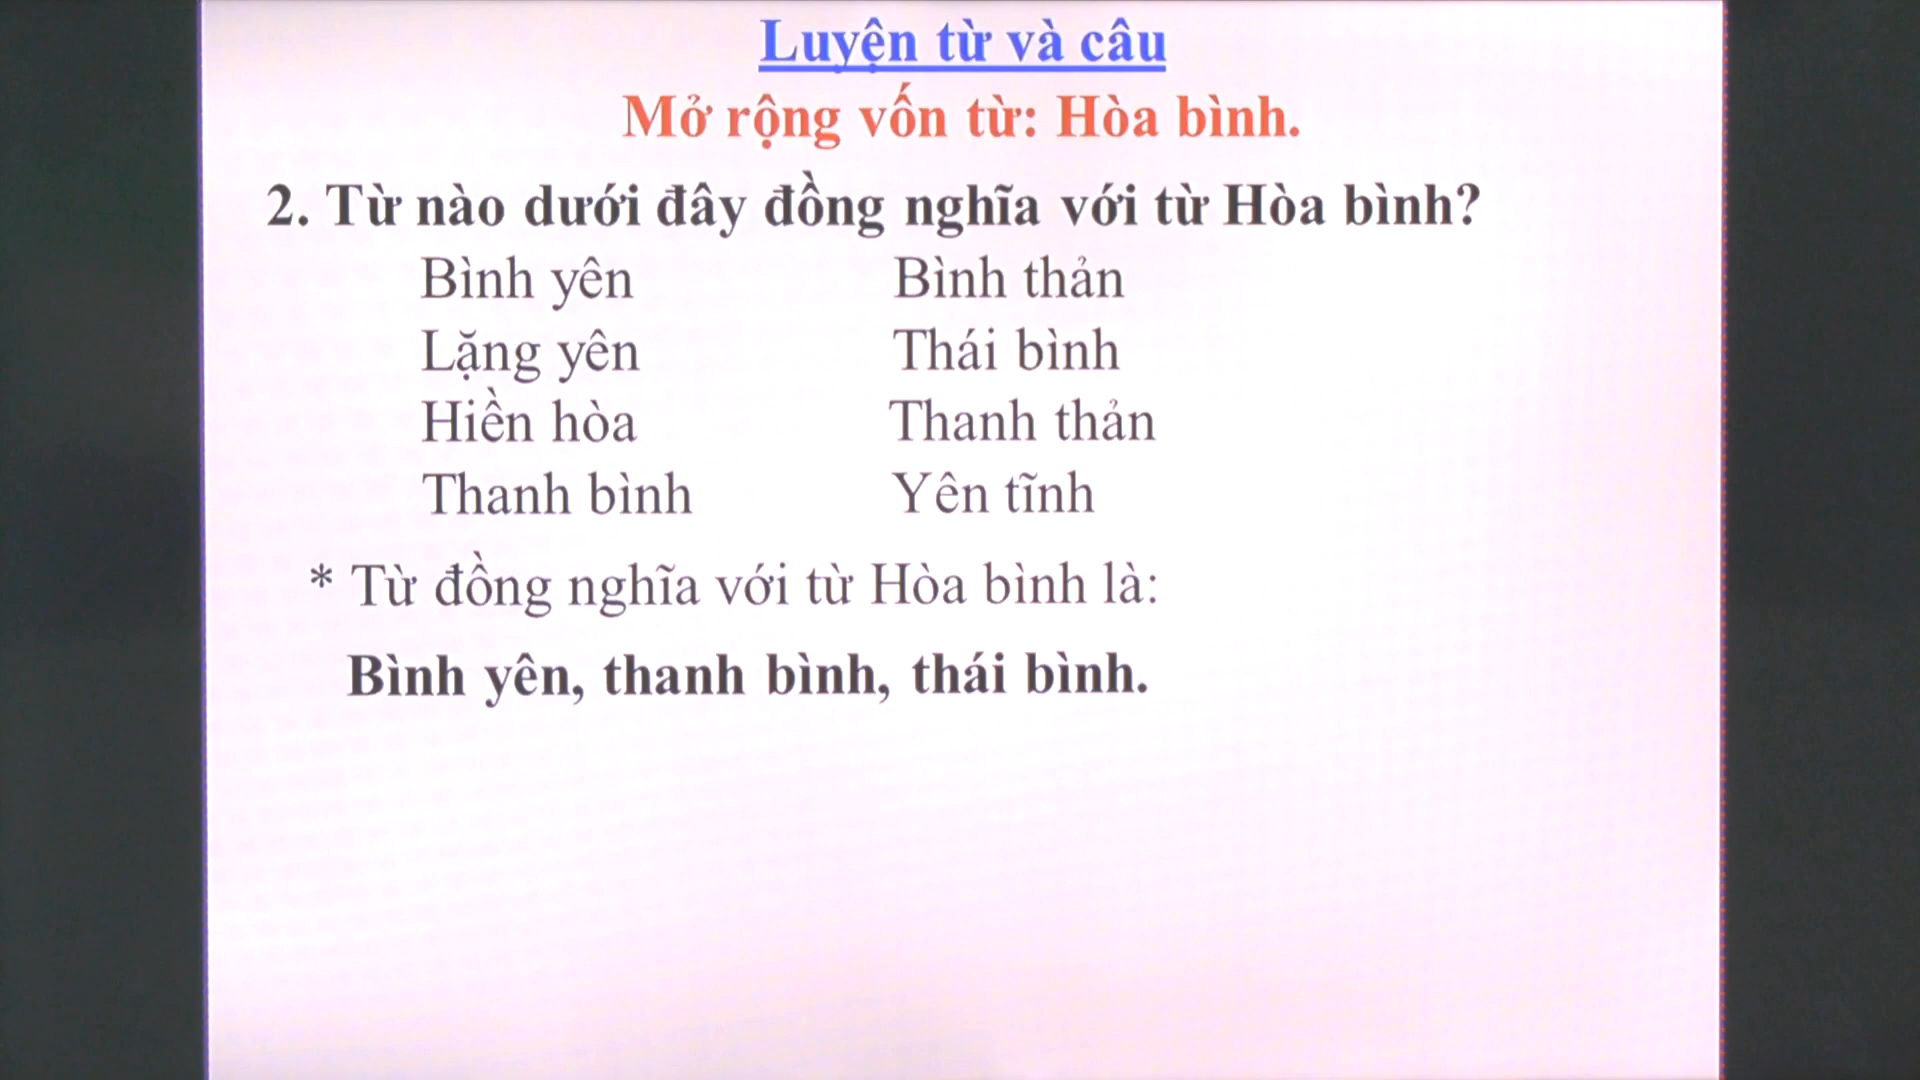 Luyện từ và câu
Mở rộng vốn từ: Hòa bình.
2. Từ nào dưới đây đồng nghĩa với từ Hòa bình?
Bình yên Bình thản
Lặng yên Thái bình
Hiền hòa Thanh thản
Thanh bình Yên tĩnh
* Từ đồng nghĩa với từ Hòa bình là:
Bình yên, thanh bình, thái bình.